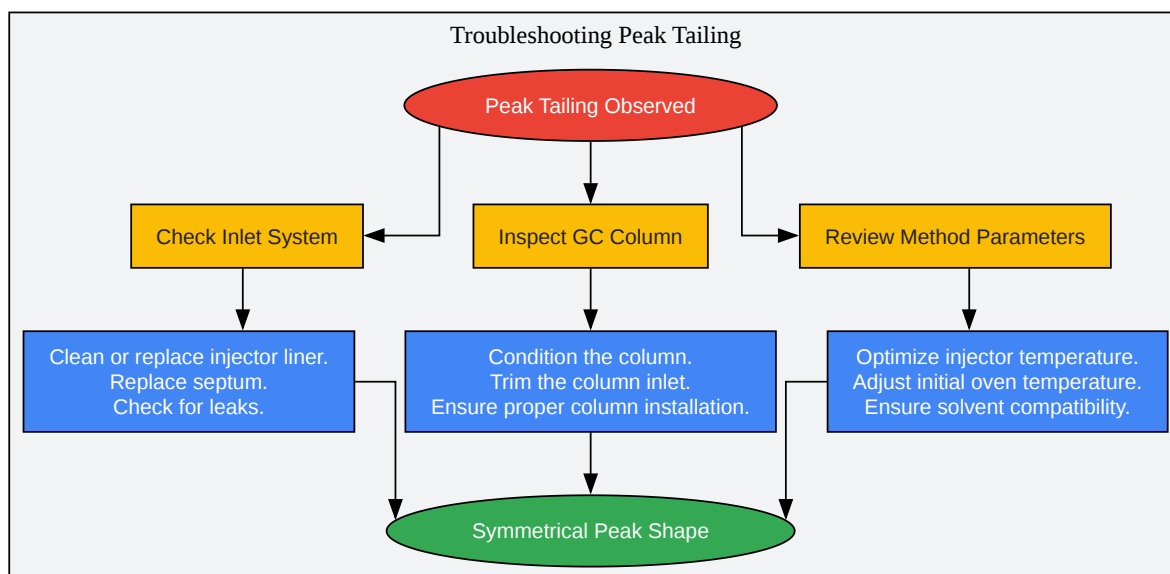 Troubleshooting Peak Tailing
Peak Tailing Observed
Check Inlet System
Inspect GC Column
Review Method Parameters
Clean or replace injector liner.
Replace septum.
Check for leaks.
Condition the column.
Trim the column inlet.
Ensure proper column installation.
Optimize injector temperature.
Adjust initial oven temperature.
Ensure solvent compatibility.
Symmetrical Peak Shape